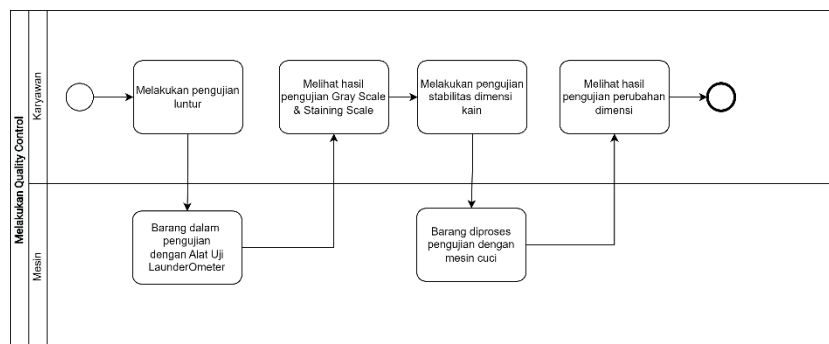 Melakukan Quality Control
Karyawan
Melakukan pengujian
luntur
Melihat hasil
pengujian Gray Scale
& Staining Scale
Melakukan pengujian
stabilitas dimensi
kain
Melihat hasil
pengujian perubahan
dimensi
Mesin
Barang dalam
pengujian
dengan Alat Uji
LaunderOmeter
Barang diproses
pengujian dengan
mesin cuci